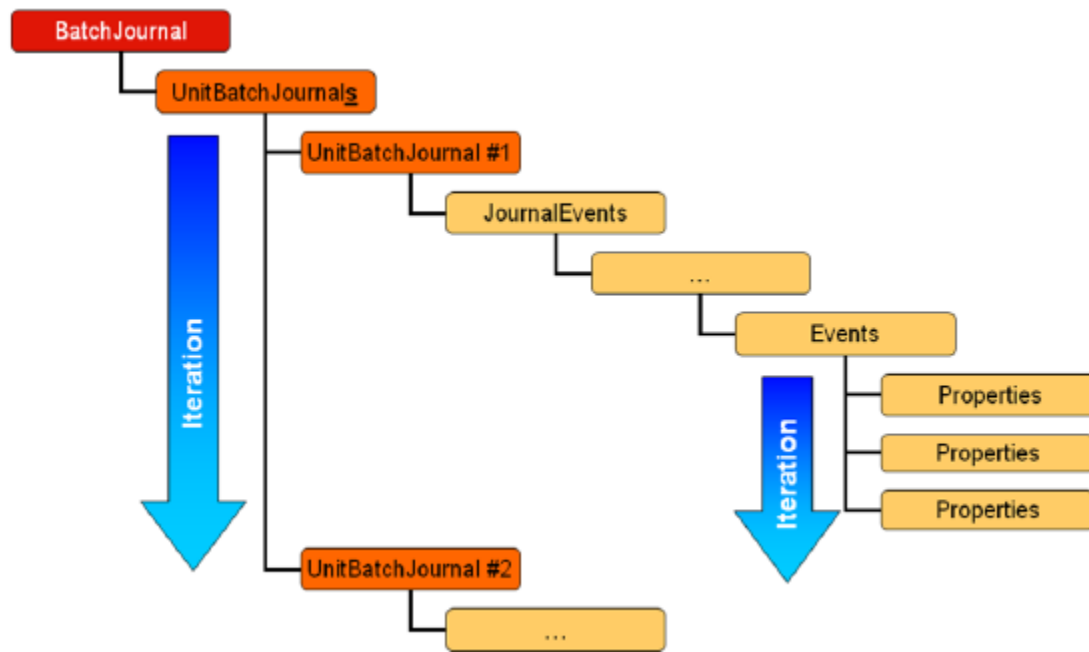 BatchJournal
UnitBatchJournals
UnitBatchJournal #1
JournalEvents
...
Events
Iteration
Properties
Iteration
Properties
Properties
UnitBatchJournal #2
...